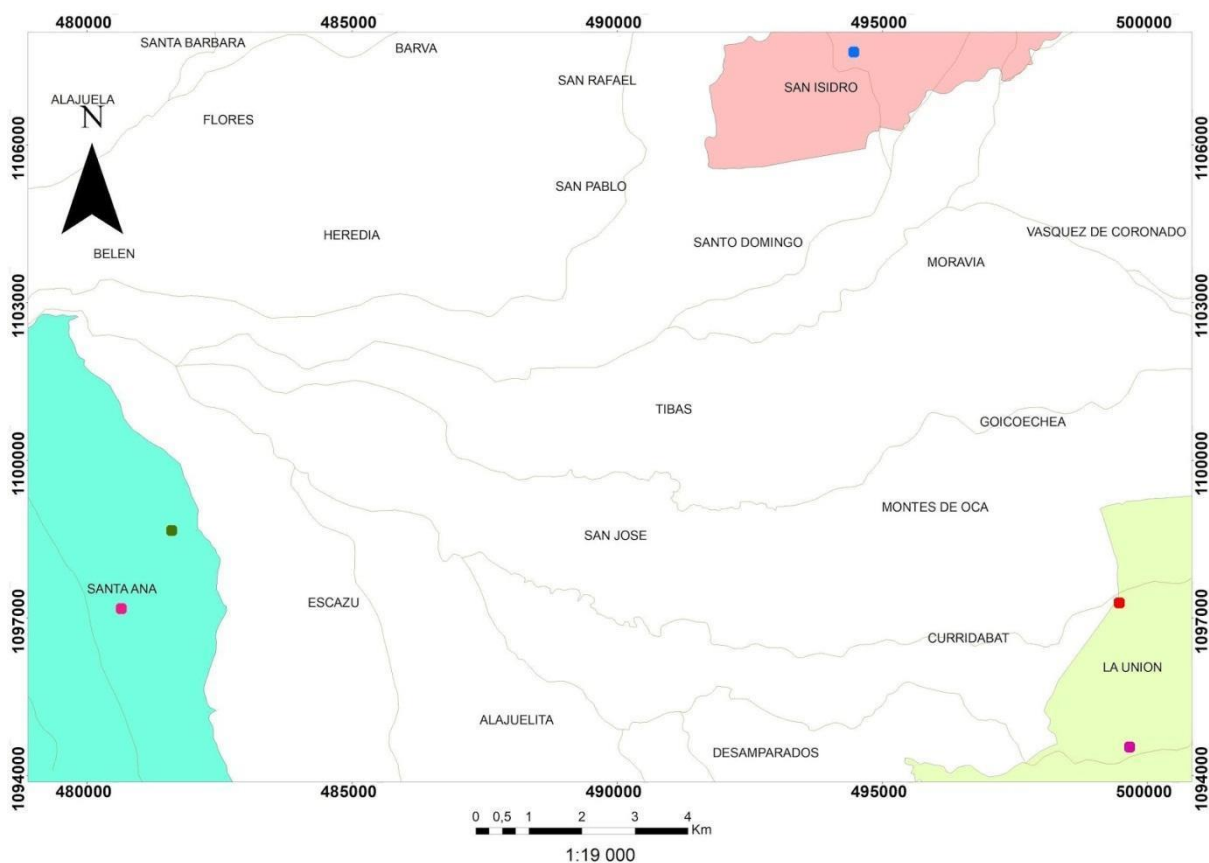 480000 485000 490000 495000 500000
SANTA BARBARA
BARVA
SAN RAFAEL
SAN ISIDRO
ALAJUELA
N
FLORES
1106000
1106000
SAN PABLO
HEREDIA
SANTO DOMINGO
VASQUEZ DE CORONADO
BELEN
MORAVIA
1103000
1103000
TIBAS
GOICOECHEA
1100000
1100000
MONTES DE OCA
SAN JOSE
SANTA ANA
ESCAZU
1097000
1097000
CURRIDABAT
LA UNION
ALAJUELITA
DESAMPARADOS
1094000
1094000
480000 485000 490000 495000 500000
0 0,5 1 2 3 4
Km
1:19 000